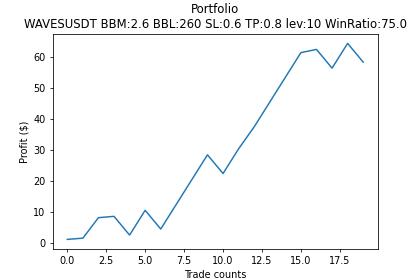 Portfolio
WAVESUSDT BBM:2.6 BBL:260 SL:0.6 TP:0.8 lev:10 WinRatio:75.0
60
50
40
30
20
10
0
Profit ($)
0.0 2.5 5.0 7.5 10.0 12.5 15.0 17.5
Trade counts